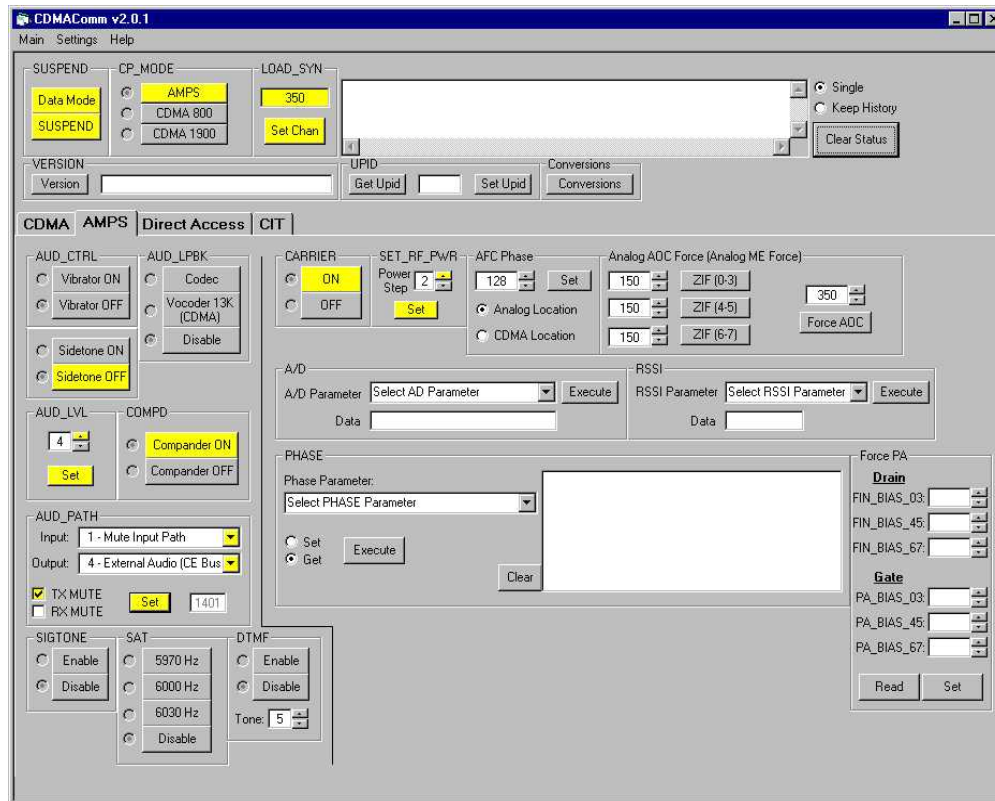 CDMAComm v2.0.1
Main Settings Help
SUSPEND
Data Mode
SUSPEND
CP_MODE
AMPS
CDMA 800
CDMA 1900
LOAD_SYN
350
Set Chan
Single
Keep History
Clear Status
VERSION
Version
UPID
Get Upid
Set Upid
Conversions
Conversions
CDMA AMPS Direct Access CIT
AUD_CTRL
Vibrator ON
Vibrator OFF
Sidetone ON
Sidetone OFF
AUD_LPBK
Codec
Vocoder 13K
(CDMA)
Disable
AUD_LVL
4
Set
COMPD
Compander ON
Compander OFF
AUD_PATH
Input: 1 - Mute Input Path
Output: 4 - External Audio (CE Bus
TX MUTE
RX MUTE
Set
1401
SIGTONE
Enable
Disable
SAT
5970 Hz
6000 Hz
6030 Hz
Disable
DTMF
Enable
Disable
Tone: 5
CARRIER
ON
OFF
SET_RF_PWR
Power
Step 2
Set
AFC Phase
128 Set
Analog Location
CDMA Location
Analog AOC Force (Analog ME Force)
150 ZIF (0-3)
150 ZIF (4-5)
150 ZIF (6-7)
350
Force AOC
A/D
A/D Parameter Select AD Parameter Execute
Data
RSSI
RSSI Parameter Select RSSI Parameter Execute
Data
PHASE
Phase Parameter:
Select PHASE Parameter
Set
Get
Execute
Clear
Force PA
Drain
FIN_BIAS_03:
FIN_BIAS_45:
FIN_BIAS_67:
Gate
PA_BIAS_03:
PA_BIAS_45:
PA_BIAS_67:
Read Set